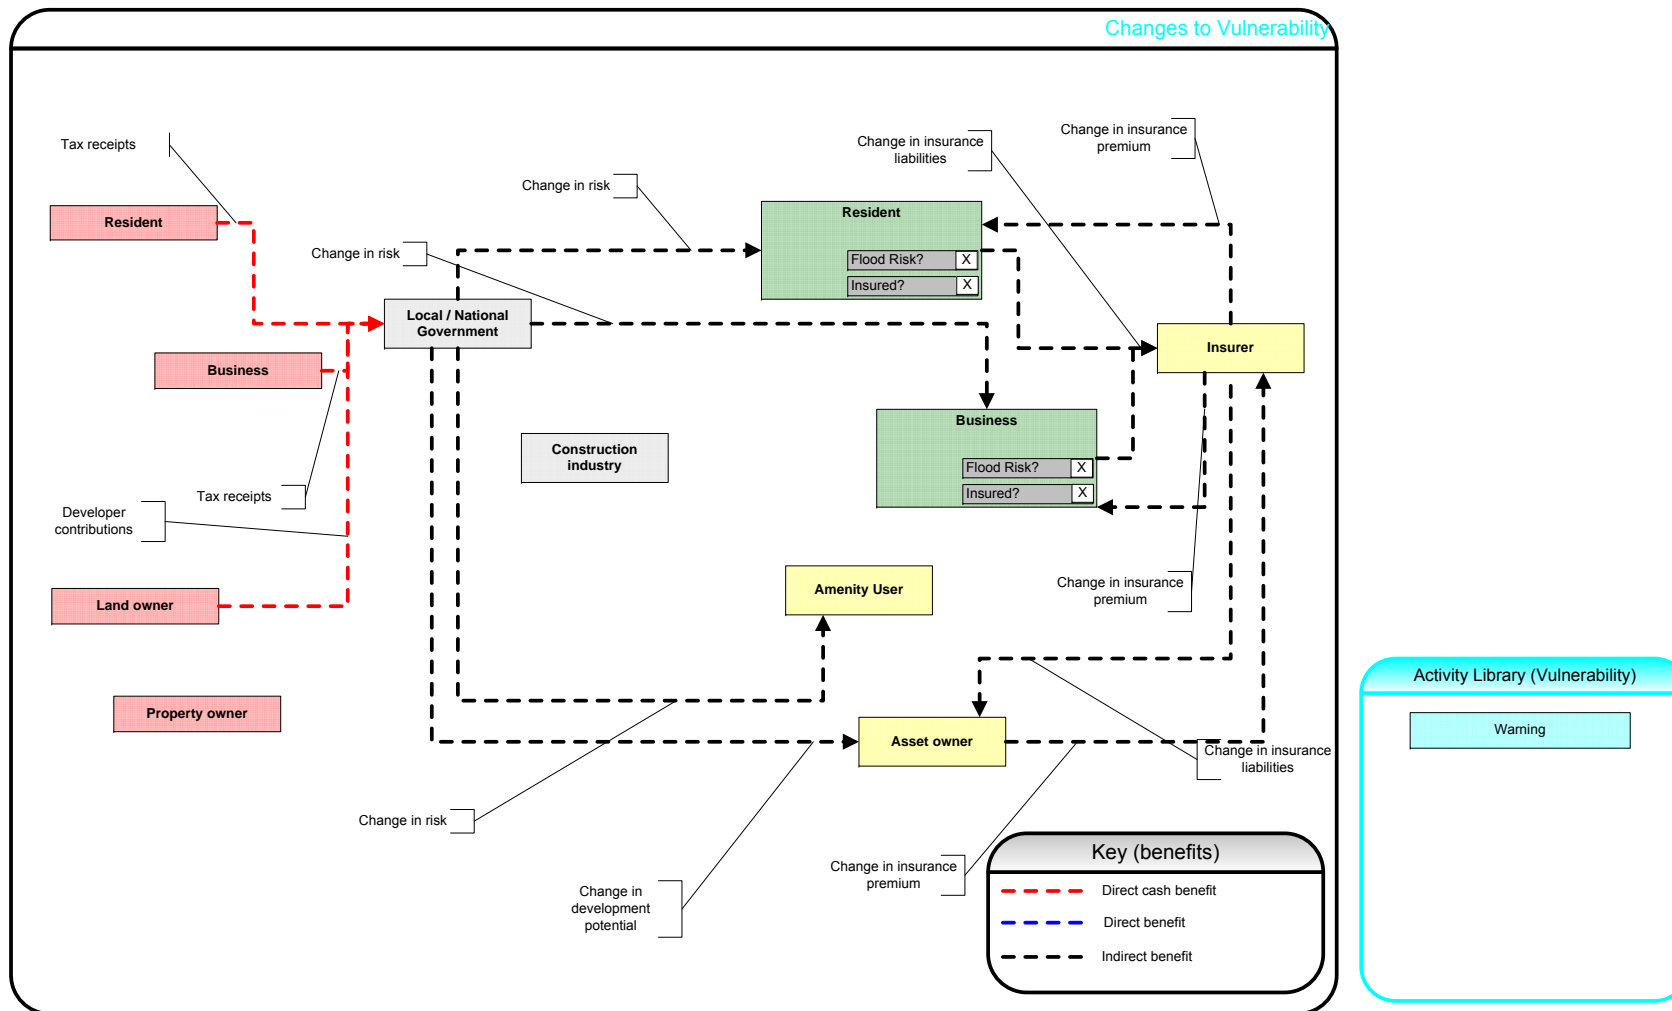 Changes to Vulnerability
Tax receipts
Change in insurance
liabilities
Change in insurance
premium
Change in risk
Resident
Resident
Flood Risk? X
Insured? X
Change in risk
Local / National
Government
Insurer
Business
Business
Flood Risk? X
Insured? X
Construction
industry
Tax receipts
Developer
contributions
Change in insurance
premium
Amenity User
Land owner
Property owner
Asset owner
Change in insurance
liabilities
Change in risk
Change in insurance
premium
Change in
development
potential
Key (benefits)
Direct cash benefit
Direct benefit
Indirect benefit
Activity Library (Vulnerability)
Warning